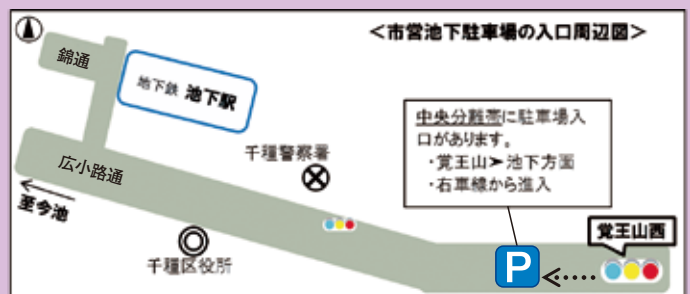 ＜市営池下駐車場の入口周辺図＞
錦通
地下鉄 池下駅
中央分離帯に駐車場入
口があります。
・覚王山➤池下方面
・右車線から進入
千種警察署
広小路通
至今池
覚王山西
千種区役所
P